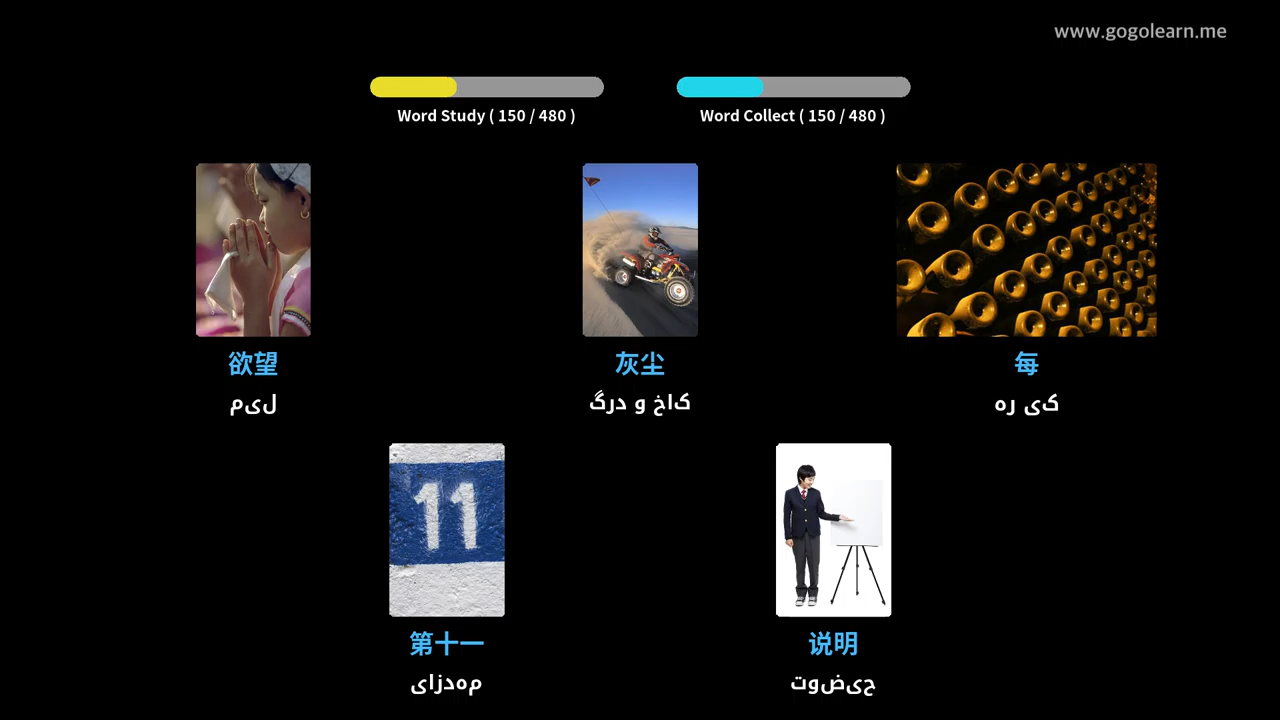 www.gogolearn.me
Word Study ( 150 / 480 )
Word Collect ( 150 / 480 )
欲望
لیم
灰尘
کاخ و درگ
每
کی ره
11
第十一
مهدزای
说明
حیضوت